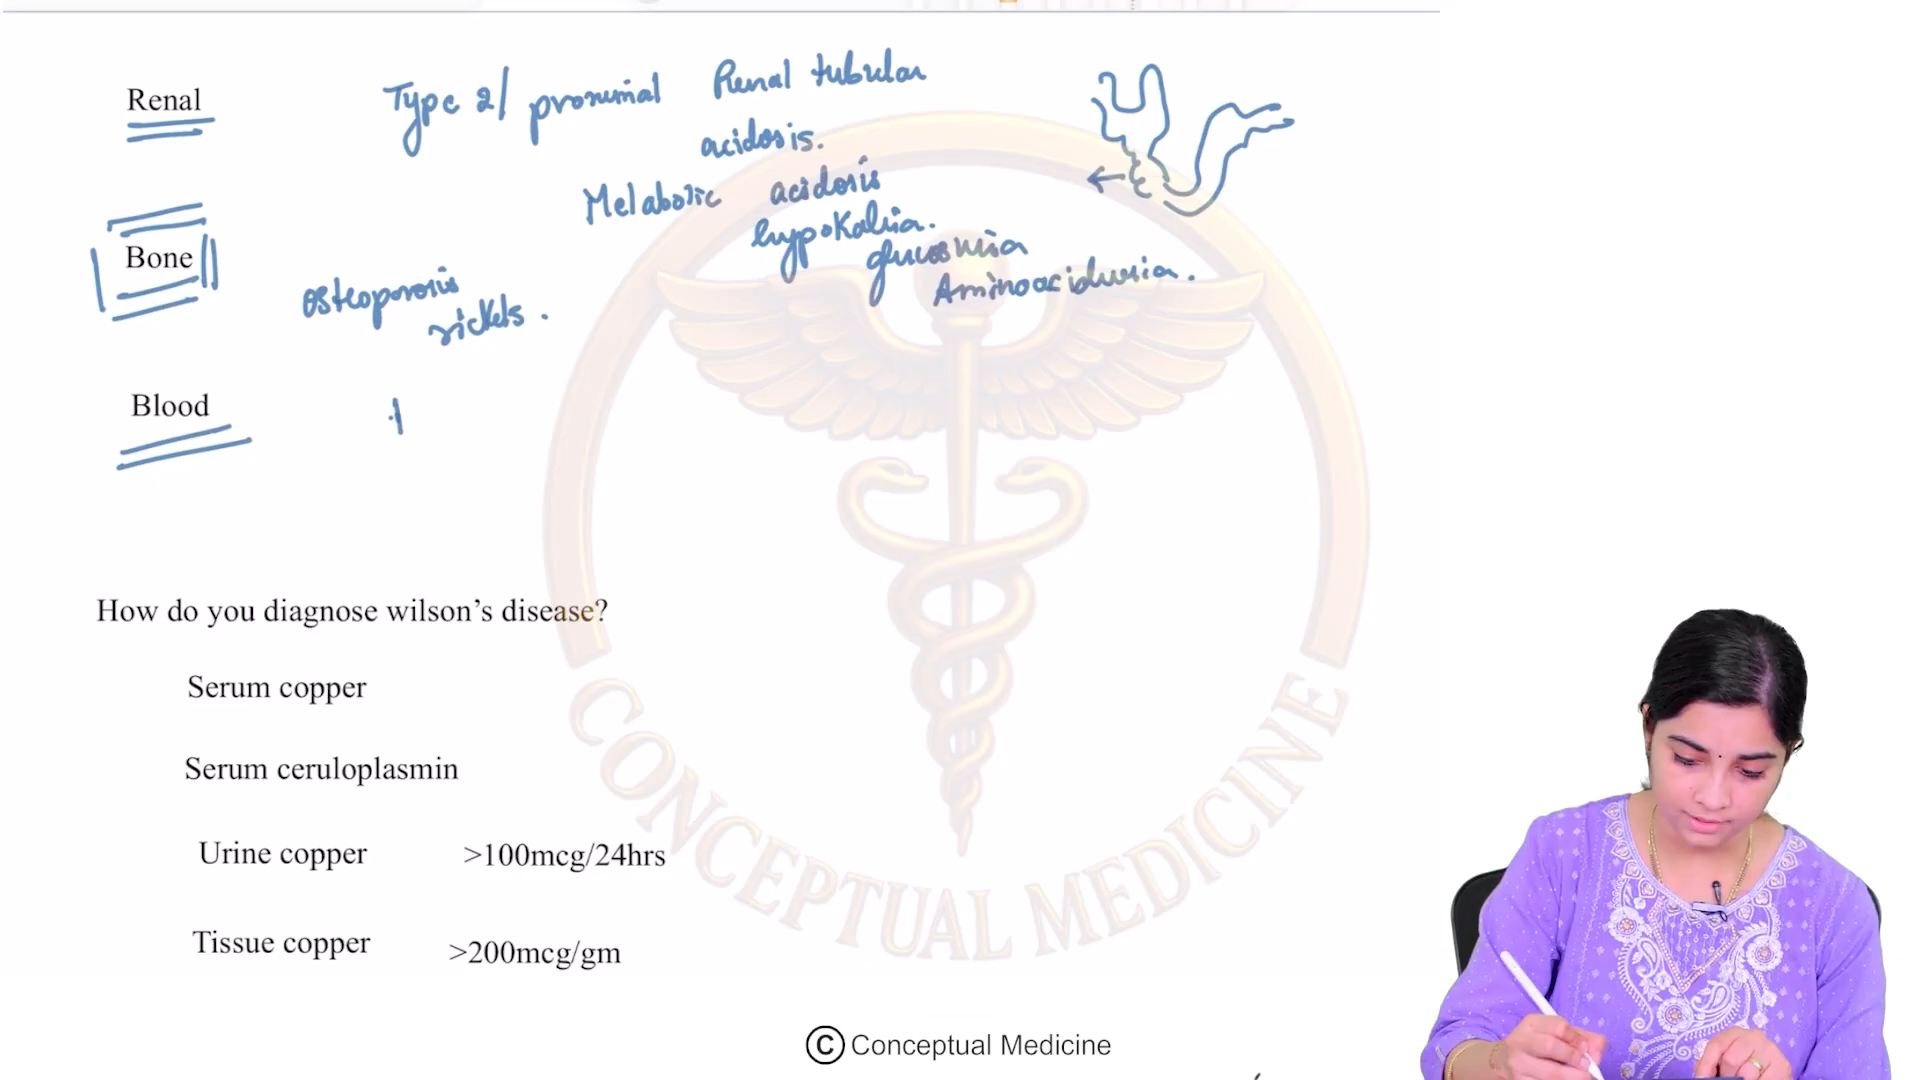 Renal
Type 2/ proximal Renal tubular
acidosis.
Metabolic acidosis
hypokalia.
glucosuria
Aminoaciduria.
Bone
osteoporosis
rickets.
Blood
How do you diagnose wilson’s disease?
Serum copper
Serum ceruloplasmin
Urine copper >100mcg/24hrs
Tissue copper >200mcg/gm
CONCEPTUAL MEDICINE
© Conceptual Medicine